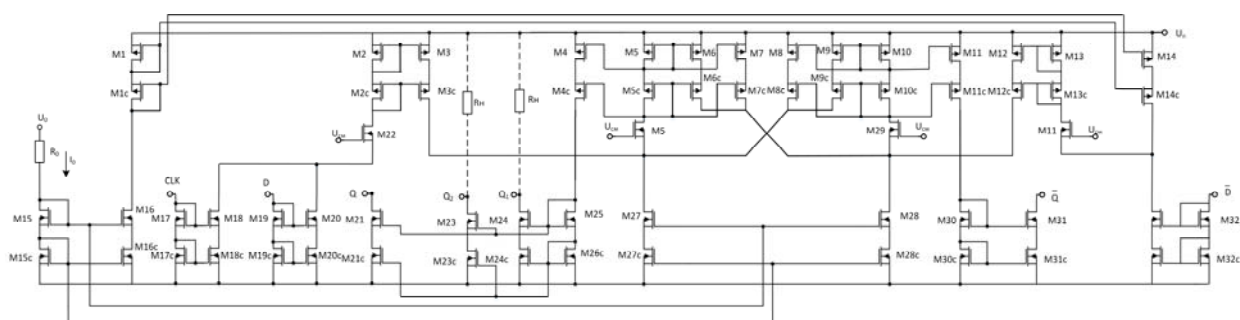 M1
M2
M3
M4
M5
M6
M7
M8
M9
M10
M11
M12
M13
M14
Uₙ
M1c
M2c
M3c
Rн
Rн
M4c
M5c
M6c
M7c
M8c
M9c
M10c
M11c
M12c
M13c
M14c
U₀
R₀
I₀
Uсм
M22
Uсм
M5
M29
Uсм
M11
Uсм
CLK
D
Q
Q₂
Q₁
Q̅
D̅
M15
M16
M17
M18
M19
M20
M21
M23
M24
M25
M27
M28
M30
M31
M32
M15c
M16c
M17c
M18c
M19c
M20c
M21c
M23c
M24c
M26c
M27c
M28c
M30c
M31c
M32c